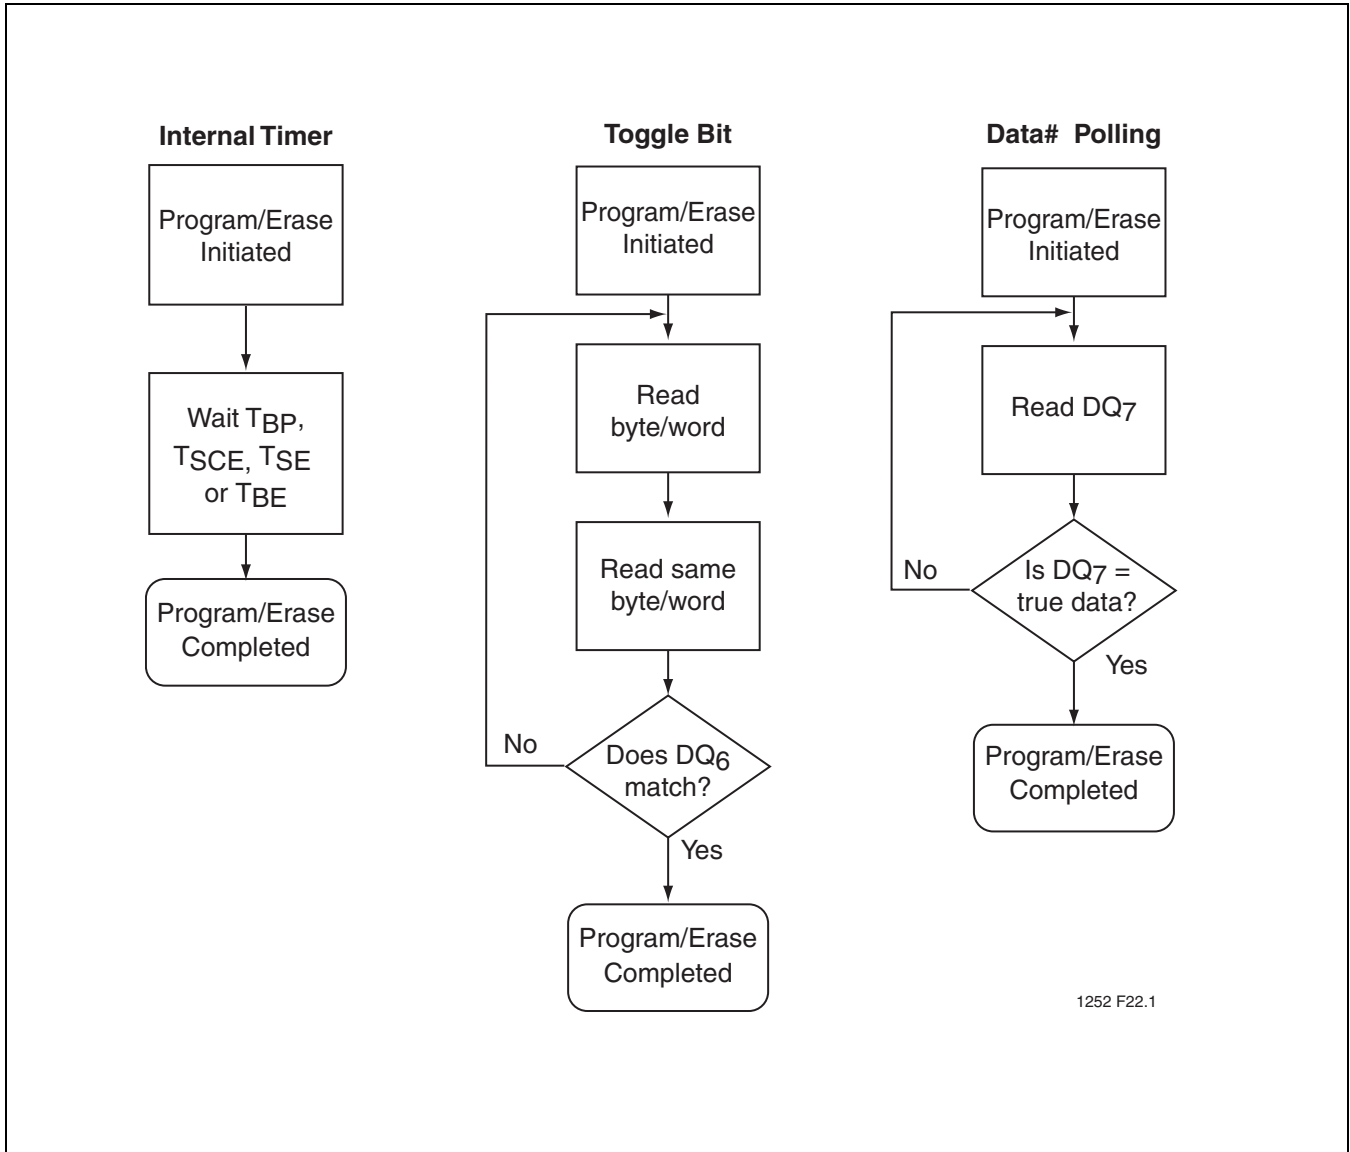 Internal Timer
Program/Erase
Initiated
Wait TBP,
TSCE, TSE
or TBE
Program/Erase
Completed
Toggle Bit
Program/Erase
Initiated
Read
byte/word
Read same
byte/word
No
Does DQ6
match?
Yes
Program/Erase
Completed
Data# Polling
Program/Erase
Initiated
Read DQ7
No
Is DQ7 =
true data?
Yes
Program/Erase
Completed
1252 F22.1